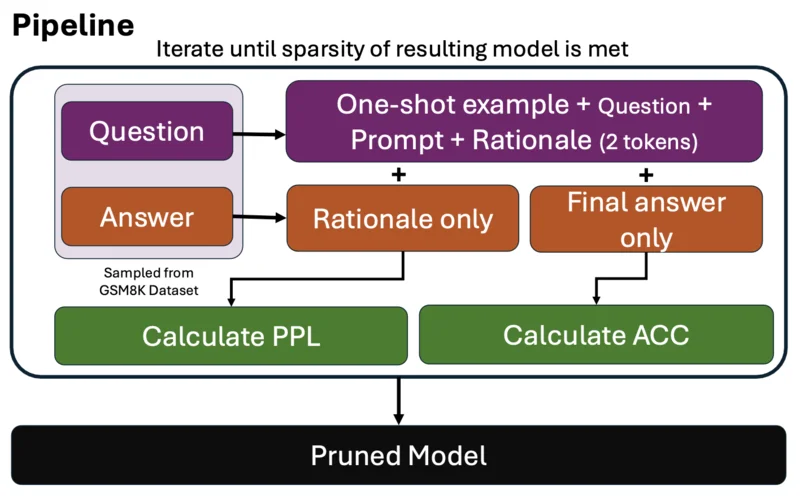 Pipeline
Iterate until sparsity of resulting model is met
Question
One-shot example + Question +
Prompt + Rationale (2 tokens)
+
+
Answer
Rationale only
Final answer
only
Sampled from
GSM8K Dataset
Calculate PPL
Calculate ACC
Pruned Model